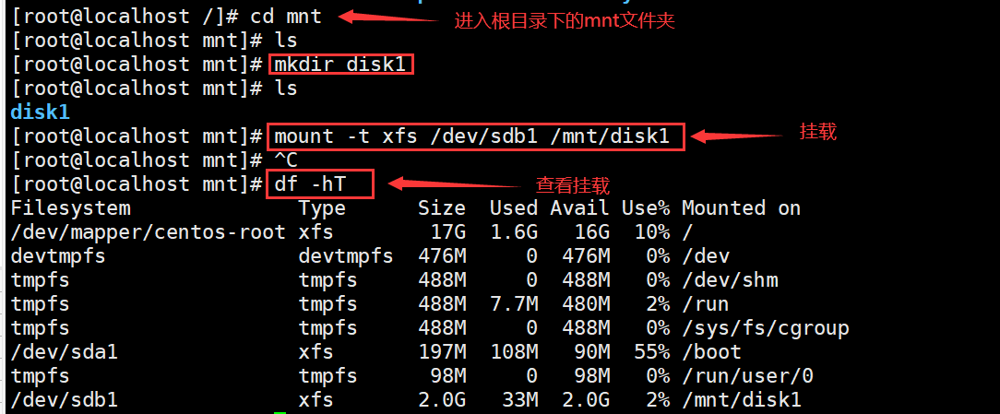 [root@localhost /]# cd mnt 进入根目录下的mnt文件夹
[root@localhost mnt]# ls
[root@localhost mnt]# mkdir disk1
[root@localhost mnt]# ls
disk1
[root@localhost mnt]# mount -t xfs /dev/sdb1 /mnt/disk1 挂载
[root@localhost mnt]# ^C
[root@localhost mnt]# df -hT 查看挂载
Filesystem Type Size Used Avail Use% Mounted on
/dev/mapper/centos-root xfs 17G 1.6G 16G 10% /
devtmpfs devtmpfs 476M 0 476M 0% /dev
tmpfs tmpfs 488M 0 488M 0% /dev/shm
tmpfs tmpfs 488M 7.7M 480M 2% /run
tmpfs tmpfs 488M 0 488M 0% /sys/fs/cgroup
/dev/sda1 xfs 197M 108M 90M 55% /boot
tmpfs tmpfs 98M 0 98M 0% /run/user/0
/dev/sdb1 xfs 2.0G 33M 2.0G 2% /mnt/disk1